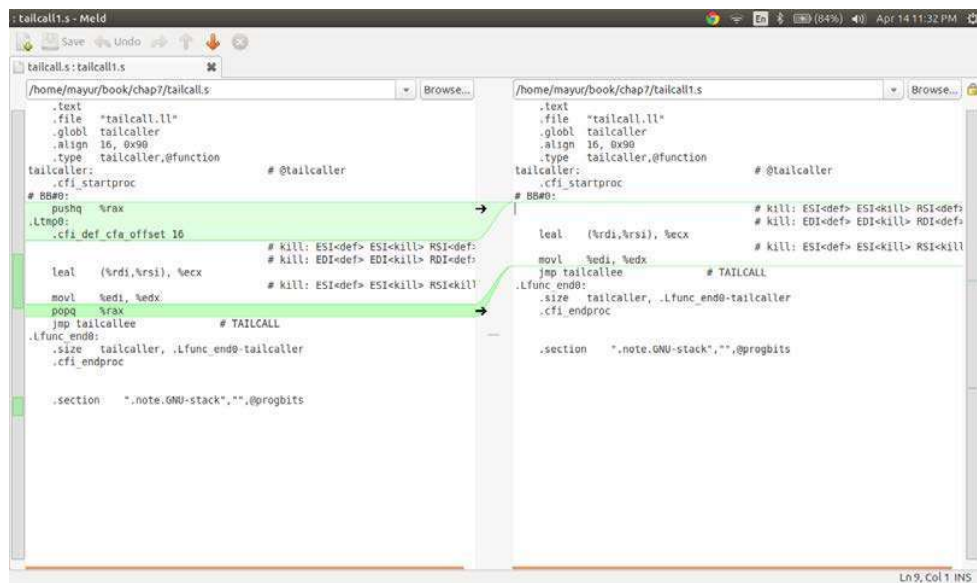 : tailcall1.s - Meld
En (84%) Apr 14 11:32 PM
Save Undo
tailcall.s : tailcall1.s
/home/mayur/book/chap7/tailcall.s Browse...
.text
.file "tailcall.ll"
.globl tailcaller
.align 16, 0x90
.type tailcaller,@function
tailcaller: # @tailcaller
.cfi_startproc
# BB#0:
pushq %rax
.Ltmp0:
.cfi_def_cfa_offset 16
# kill: ESI<def> ESI<kill> RSI<def>
# kill: EDI<def> EDI<kill> RDI<def>
leal (%rdi,%rsi), %ecx
# kill: ESI<def> ESI<kill> RSI<kill>
movl %edi, %edx
popq %rax
jmp tailcallee # TAILCALL
.Lfunc_end0:
.size tailcaller, .Lfunc_end0-tailcaller
.cfi_endproc
.section ".note.GNU-stack","",@progbits
/home/mayur/book/chap7/tailcall1.s Browse...
.text
.file "tailcall.ll"
.globl tailcaller
.align 16, 0x90
.type tailcaller,@function
tailcaller: # @tailcaller
.cfi_startproc
# BB#0:
# kill: ESI<def> ESI<kill> RSI<def>
# kill: EDI<def> EDI<kill> RDI<def>
leal (%rdi,%rsi), %ecx
# kill: ESI<def> ESI<kill> RSI<kill
movl %edi, %edx
jmp tailcallee # TAILCALL
.Lfunc_end0:
.size tailcaller, .Lfunc_end0-tailcaller
.cfi_endproc
.section ".note.GNU-stack","",@progbits
Ln 9, Col 1 INS